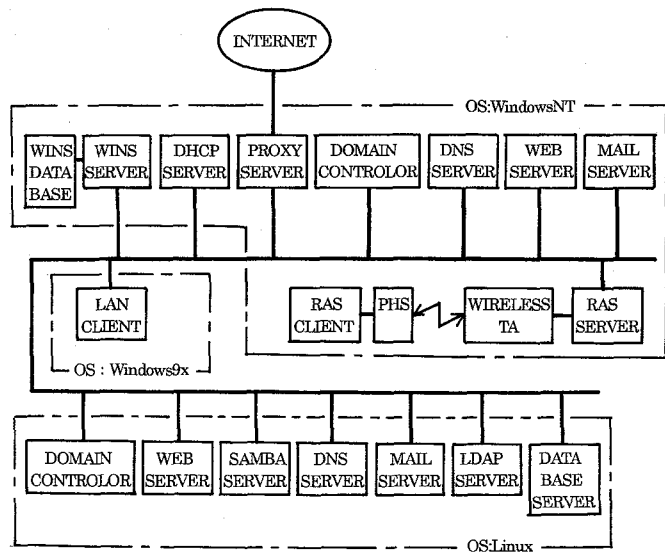 INTERNET
OS:WindowsNT
WINS
DATA
BASE
WINS
SERVER
DHCP
SERVER
PROXY
SERVER
DOMAIN
CONTROLOR
DNS
SERVER
WEB
SERVER
MAIL
SERVER
LAN
CLIENT
OS : Windows9x
RAS
CLIENT
PHS
WIRELESS
TA
RAS
SERVER
DOMAIN
CONTROLOR
WEB
SERVER
SAMBA
SERVER
DNS
SERVER
MAIL
SERVER
LDAP
SERVER
DATA
BASE
SERVER
OS:Linux